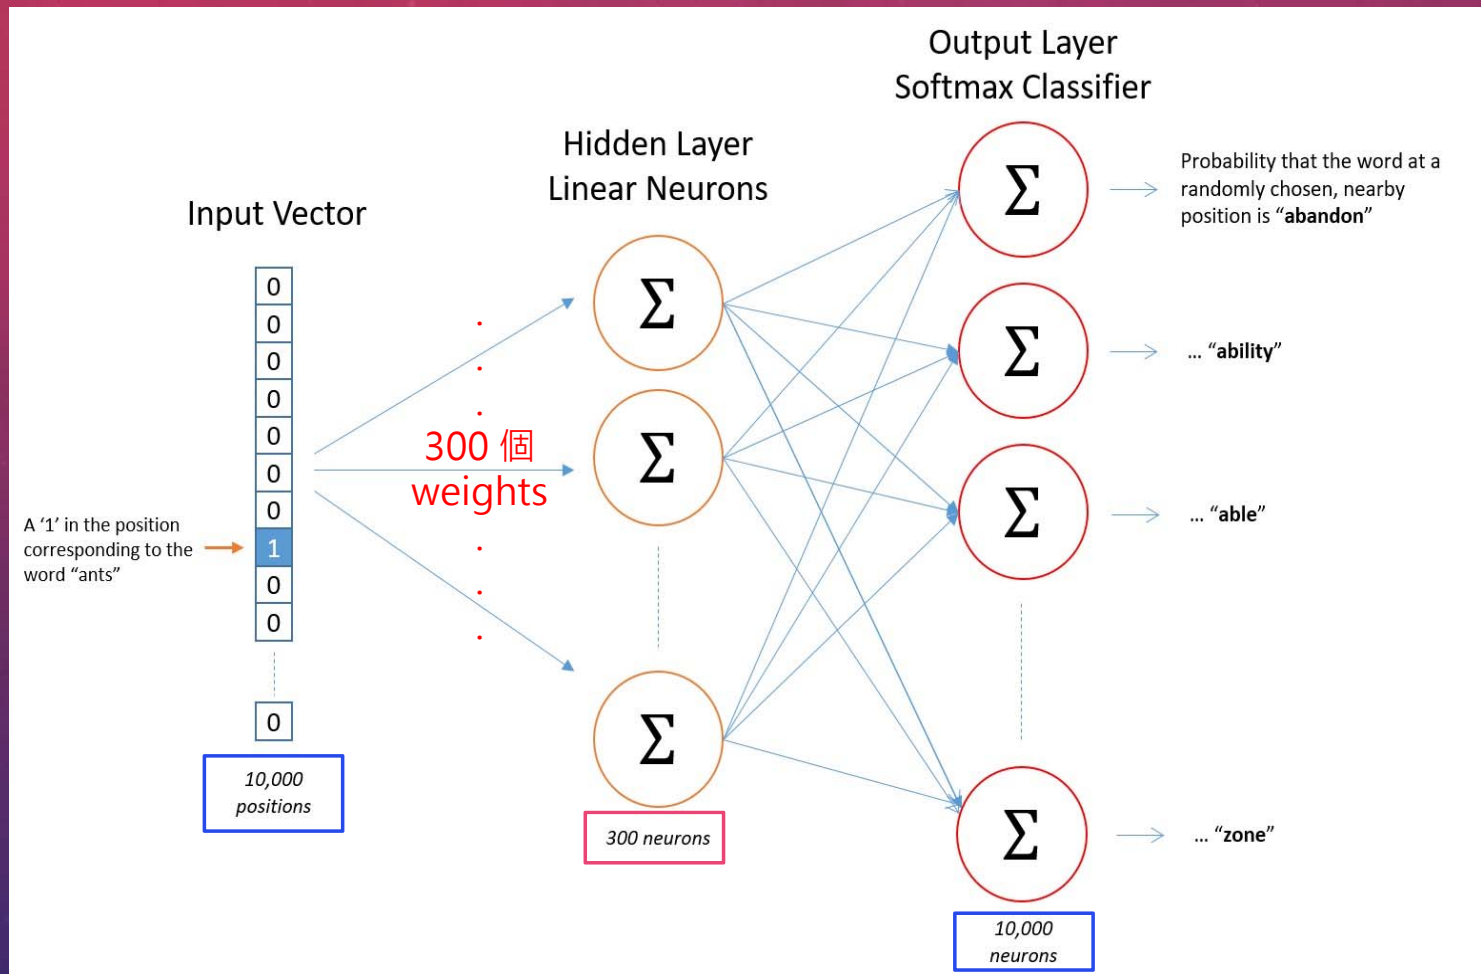 Output Layer
Softmax Classifier
Hidden Layer
Linear Neurons
Input Vector
0
0
0
0
0
0
0
1
0
0
0
A ‘1’ in the position
corresponding to the
word “ants”
10,000
positions
300 個
weights
Σ
Σ
Σ
300 neurons
Σ
Σ
Σ
Σ
10,000
neurons
Probability that the word at a
randomly chosen, nearby
position is “abandon”
... “ability”
... “able”
... “zone”